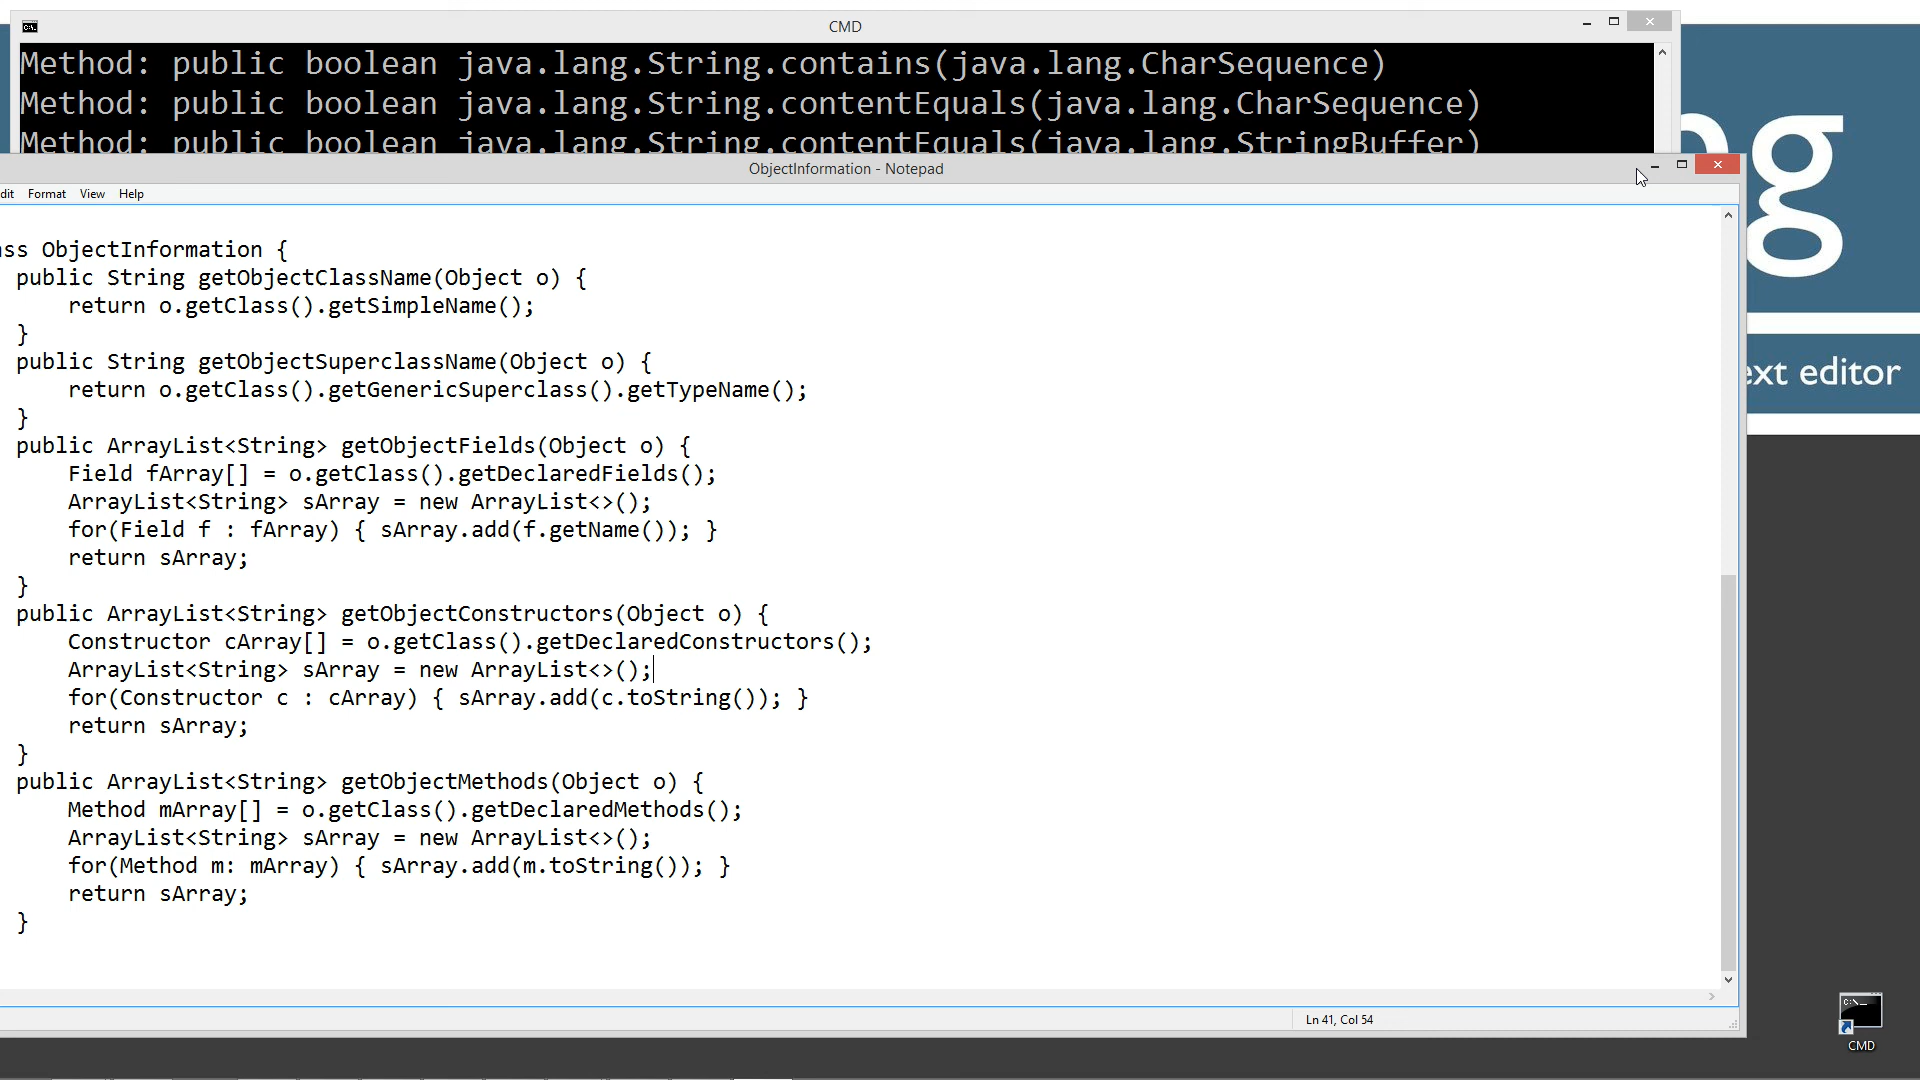 CMD
Method: public boolean java.lang.String.contains(java.lang.CharSequence)
Method: public boolean java.lang.String.contentEquals(java.lang.CharSequence)
Method: public boolean java.lang.String.contentEquals(java.lang.StringBuffer)
ObjectInformation - Notepad
dit Format View Help
ass ObjectInformation {
public String getObjectClassName(Object o) {
return o.getClass().getSimpleName();
}
public String getObjectSuperclassName(Object o) {
return o.getClass().getGenericSuperclass().getTypeName();
}
public ArrayList<String> getObjectFields(Object o) {
Field fArray[] = o.getClass().getDeclaredFields();
ArrayList<String> sArray = new ArrayList<>();
for(Field f : fArray) { sArray.add(f.getName()); }
return sArray;
}
public ArrayList<String> getObjectConstructors(Object o) {
Constructor cArray[] = o.getClass().getDeclaredConstructors();
ArrayList<String> sArray = new ArrayList<>();
for(Constructor c : cArray) { sArray.add(c.toString()); }
return sArray;
}
public ArrayList<String> getObjectMethods(Object o) {
Method mArray[] = o.getClass().getDeclaredMethods();
ArrayList<String> sArray = new ArrayList<>();
for(Method m: mArray) { sArray.add(m.toString()); }
return sArray;
}
Ln 41, Col 54
ng
ext editor
CMD